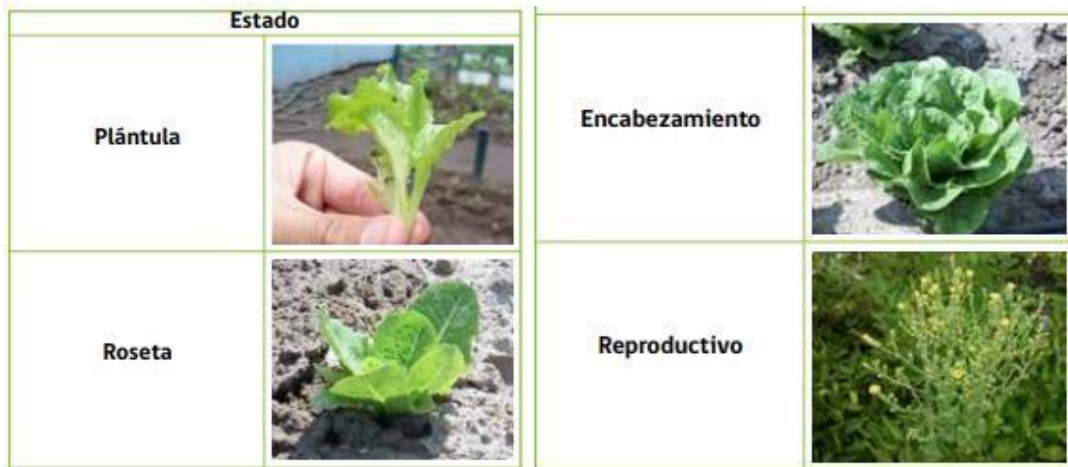 Estado
Plántula
Roseta
Encabezamiento
Reproductivo